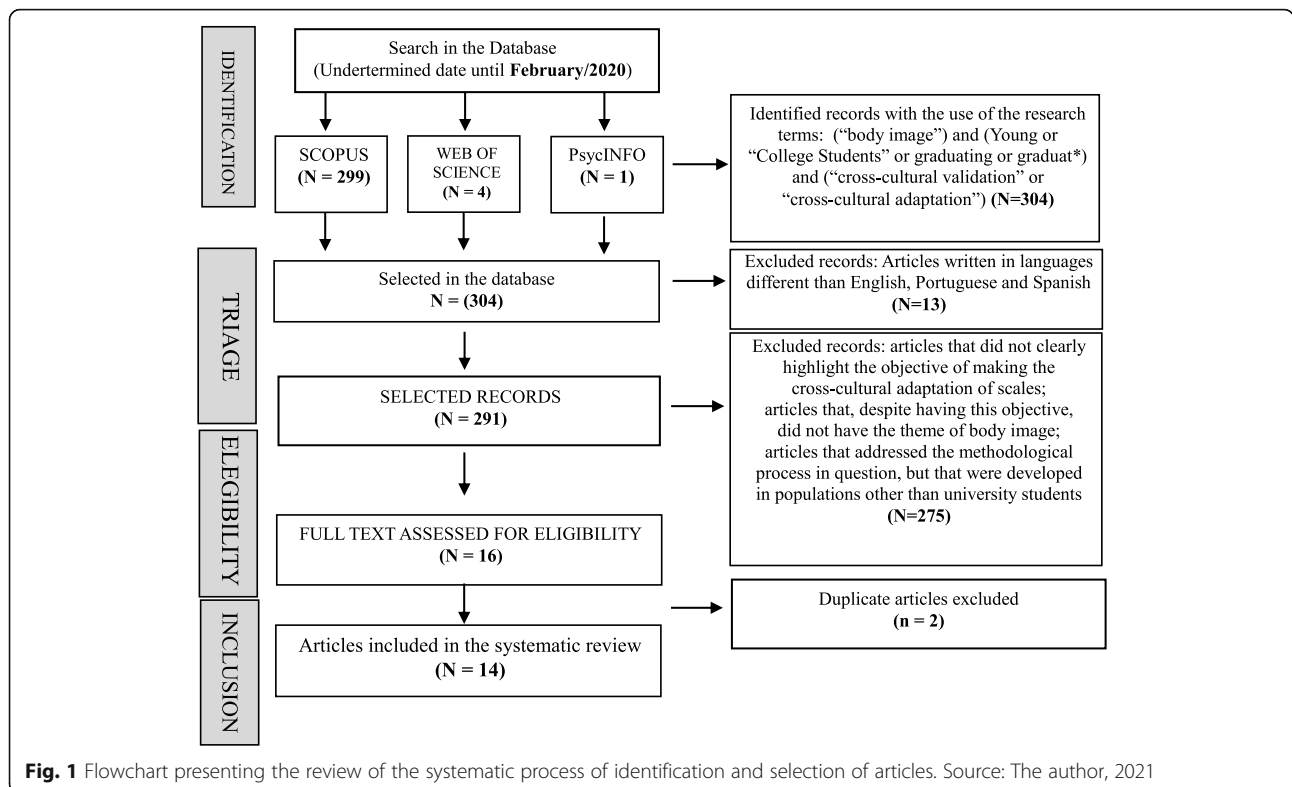 IDENTIFICATION
Search in the Database
(Undertermined date until February/2020)
SCOPUS
(N = 299)
WEB OF
SCIENCE
(N = 4)
PsycINFO
(N = 1)
Identified records with the use of the research
terms: (“body image”) and (Young or
“College Students” or graduating or graduat*)
and (“cross-cultural validation” or
“cross-cultural adaptation”) (N=304)
TRIAGE
Selected in the database
N = (304)
Excluded records: Articles written in languages
different than English, Portuguese and Spanish
(N=13)
SELECTED RECORDS
(N = 291)
Excluded records: articles that did not clearly
highlight the objective of making the
cross-cultural adaptation of scales;
articles that, despite having this objective,
did not have the theme of body image;
articles that addressed the methodological
process in question, but that were developed
in populations other than university students
(N=275)
ELEGIBILITY
FULL TEXT ASSESSED FOR ELIGIBILITY
(N = 16)
Duplicate articles excluded
(n = 2)
INCLUSION
Articles included in the systematic review
(N = 14)
Fig. 1 Flowchart presenting the review of the systematic process of identification and selection of articles. Source: The author, 2021